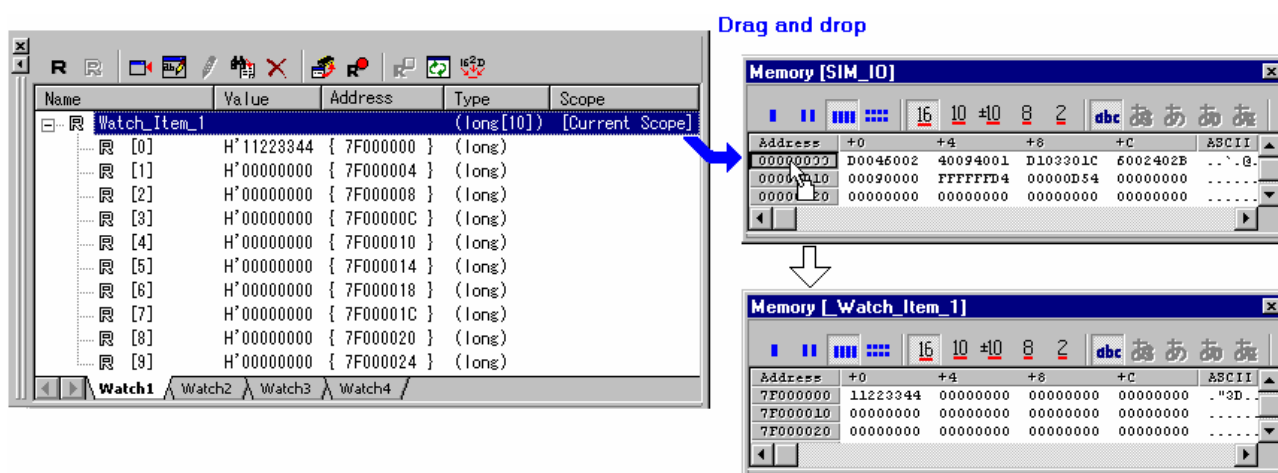 Drag and drop
R R 16²D
Name Value Address Type Scope
R Watch_Item_1 (long[10]) [Current Scope]
R [0] H'11223344 { 7F000000 } (long)
R [1] H'00000000 { 7F000004 } (long)
R [2] H'00000000 { 7F000008 } (long)
R [3] H'00000000 { 7F00000C } (long)
R [4] H'00000000 { 7F000010 } (long)
R [5] H'00000000 { 7F000014 } (long)
R [6] H'00000000 { 7F000018 } (long)
R [7] H'00000000 { 7F00001C } (long)
R [8] H'00000000 { 7F000020 } (long)
R [9] H'00000000 { 7F000024 } (long)
Watch1 Watch2 Watch3 Watch4
Memory [SIM_IO]
16 10 ±10 8 2 abc あ
Address +0 +4 +8 +C ASCII
D0046002 40094001 D103301C 6002402B ..`.@.
00090000 FFFFFFD4 00000D54 00000000 ......
00000000 00000000 00000000 00000000 ......
Memory [_Watch_Item_1]
16 10 ±10 8 2 abc あ
Address +0 +4 +8 +C ASCII
7F000000 11223344 00000000 00000000 00000000 ."3D..
7F000010 00000000 00000000 00000000 00000000 ......
7F000020 00000000 00000000 00000000 00000000 ......